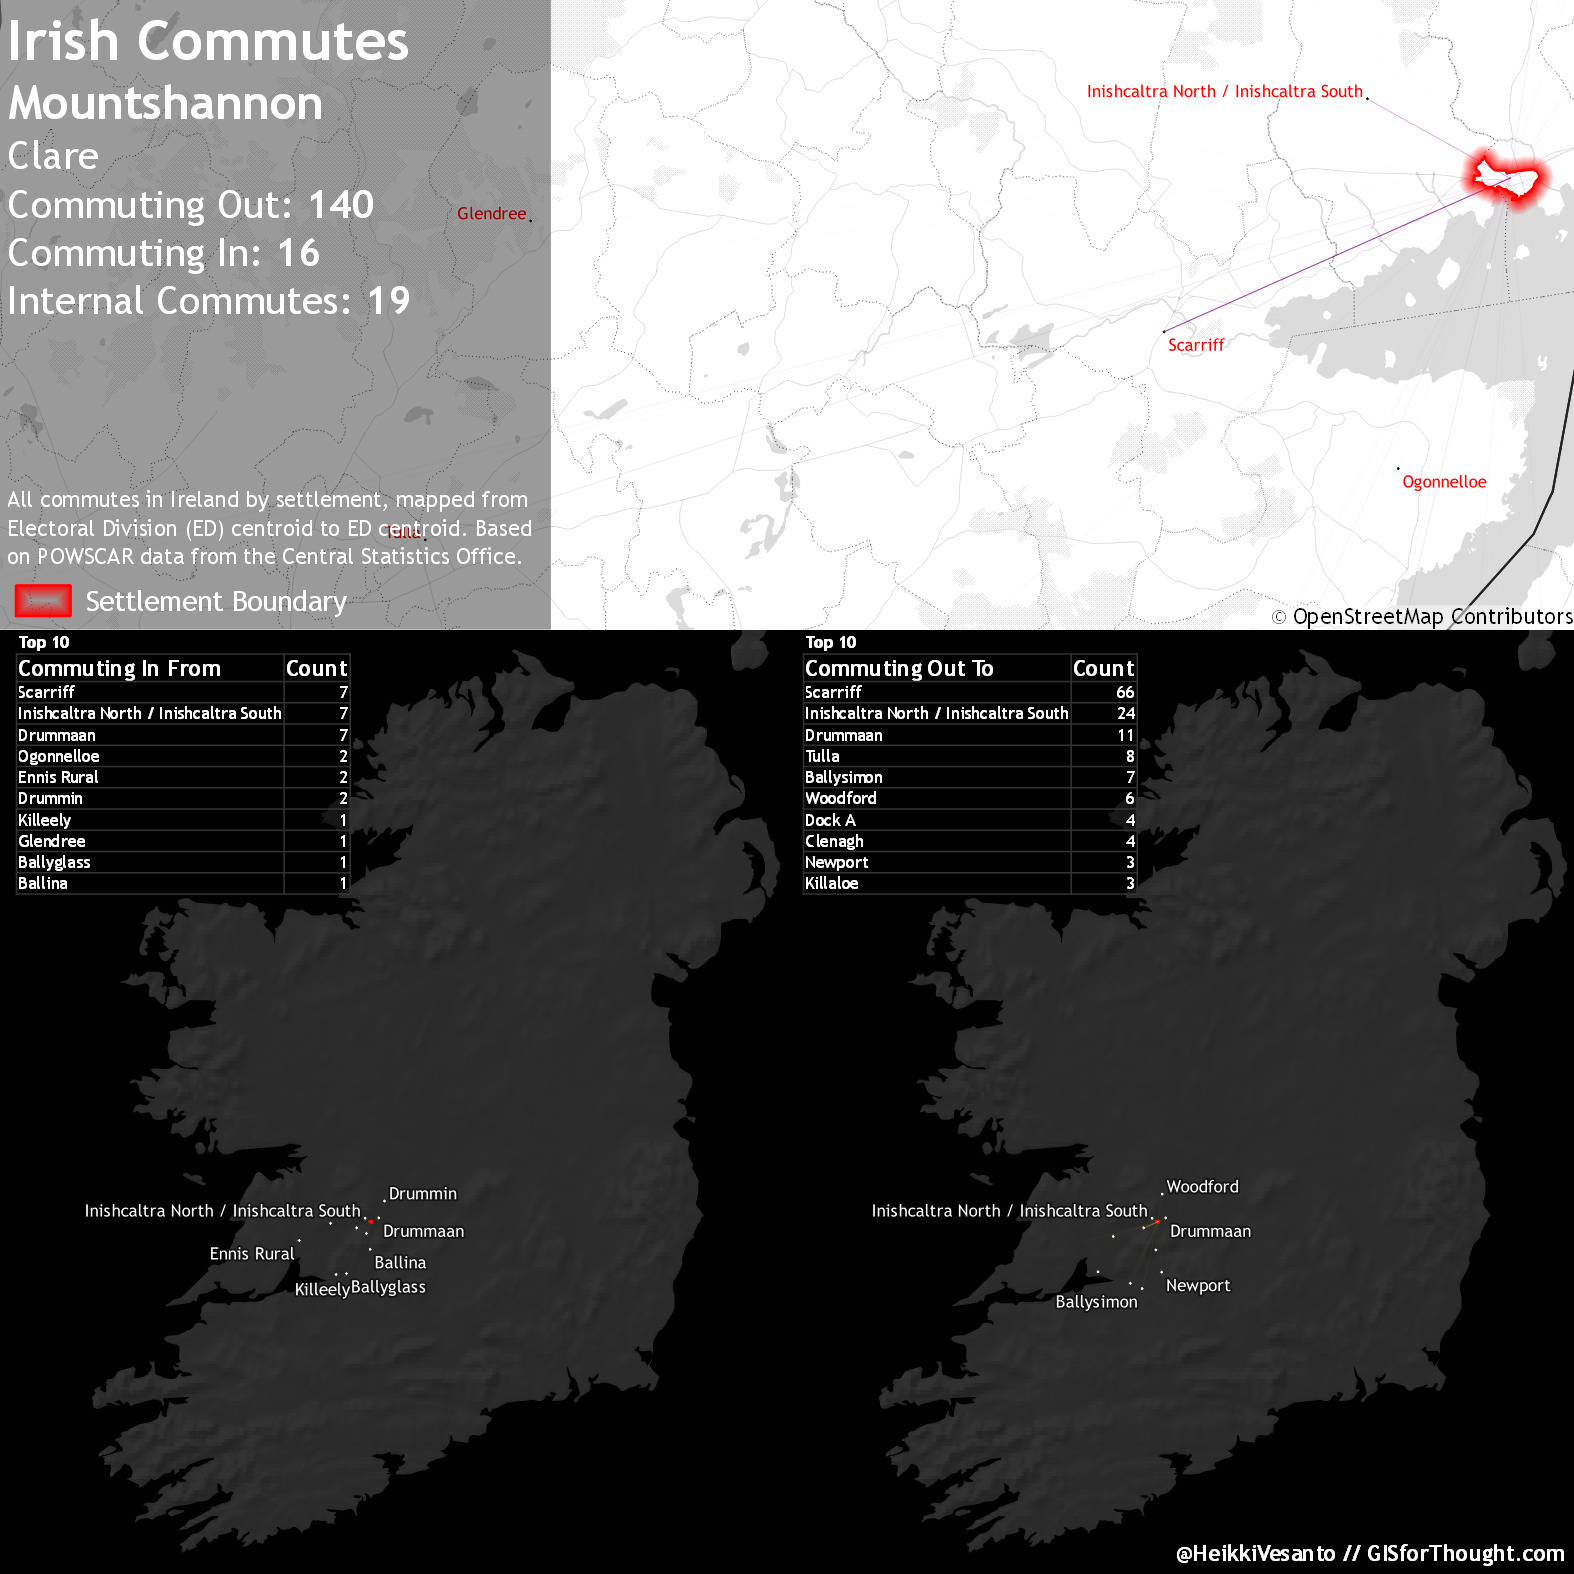 Irish Commutes
Mountshannon
Clare
Commuting Out: 140
Commuting In: 16
Internal Commutes: 19
Glendree
Inishcaltra North / Inishcaltra South
Scarriff
Ogonnelloe
Tulla
All commutes in Ireland by settlement, mapped from
Electoral Division (ED) centroid to ED centroid. Based
on POWSCAR data from the Central Statistics Office.
Settlement Boundary
© OpenStreetMap Contributors
Top 10
Commuting In From Count
Scarriff 7
Inishcaltra North / Inishcaltra South 7
Drummaan 7
Ogonnelloe 2
Ennis Rural 2
Drummin 2
Killeely 1
Glendree 1
Ballyglass 1
Ballina 1
Top 10
Commuting Out To Count
Scarriff 66
Inishcaltra North / Inishcaltra South 24
Drummaan 11
Tulla 8
Ballysimon 7
Woodford 6
Dock A 4
Clenagh 4
Newport 3
Killaloe 3
Drummin
Inishcaltra North / Inishcaltra South
Drummaan
Ennis Rural
Ballina
Killeely
Ballyglass
Woodford
Inishcaltra North / Inishcaltra South
Drummaan
Newport
Ballysimon
@HeikkiVesanto // GISforThought.com